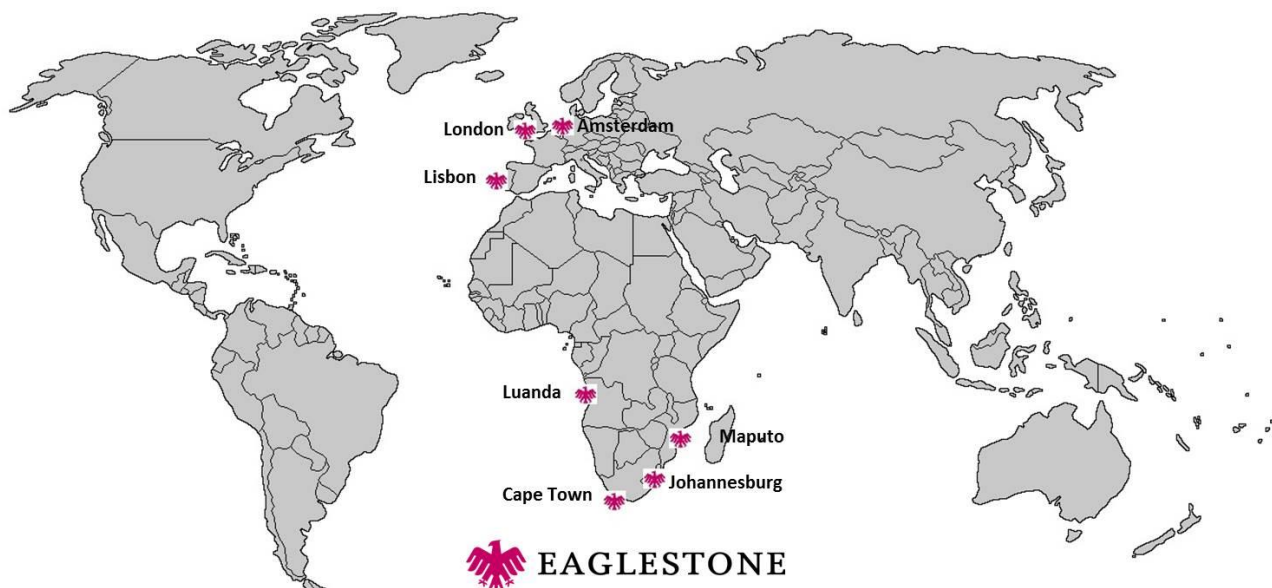 London
Amsterdam
Lisbon
Luanda
Maputo
Johannesburg
Cape Town
EAGLESTONE